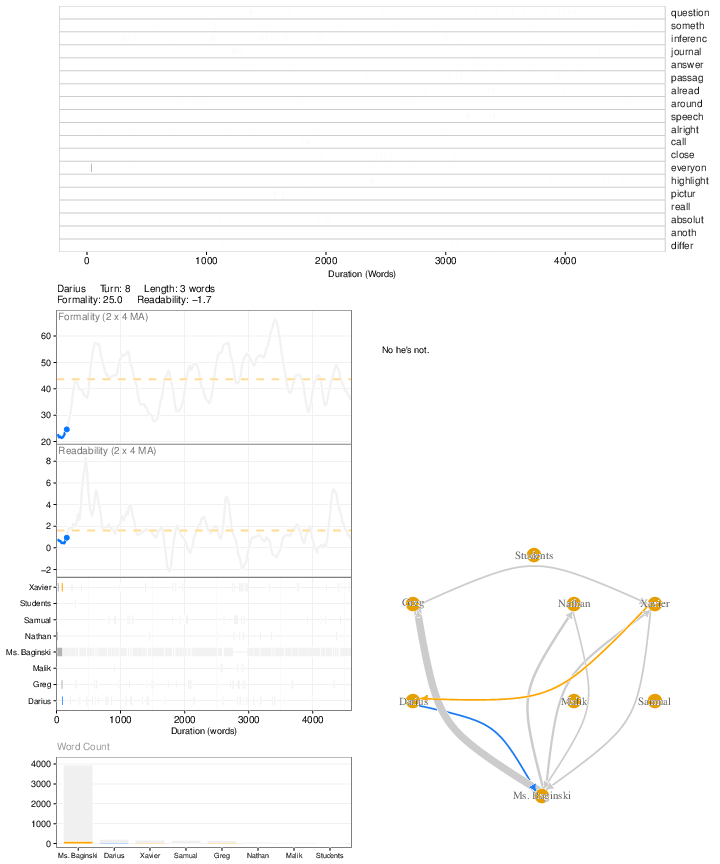 question
someth
inferenc
journal
answer
passag
alread
around
speech
alright
call
close
everyon
highlight
pictur
reall
absolut
anoth
differ
0 1000 2000 3000 4000
Duration (Words)
Darius Turn: 8 Length: 3 words
Formality: 25.0 Readability: −1.7
Formality (2 x 4 MA)
60
50
40
30
20
No he's not.
Readability (2 x 4 MA)
8
6
4
2
0
−2
Xavier
Students
Samual
Nathan
Ms. Baginski
Malik
Greg
Darius
0 1000 2000 3000 4000
Duration (words)
Students
Greg Nathan Xavier
Darius Malik Samual
Ms. Baginski
Word Count
4000
3000
2000
1000
0
Ms. Baginski Darius Xavier Samual Greg Nathan Malik Students